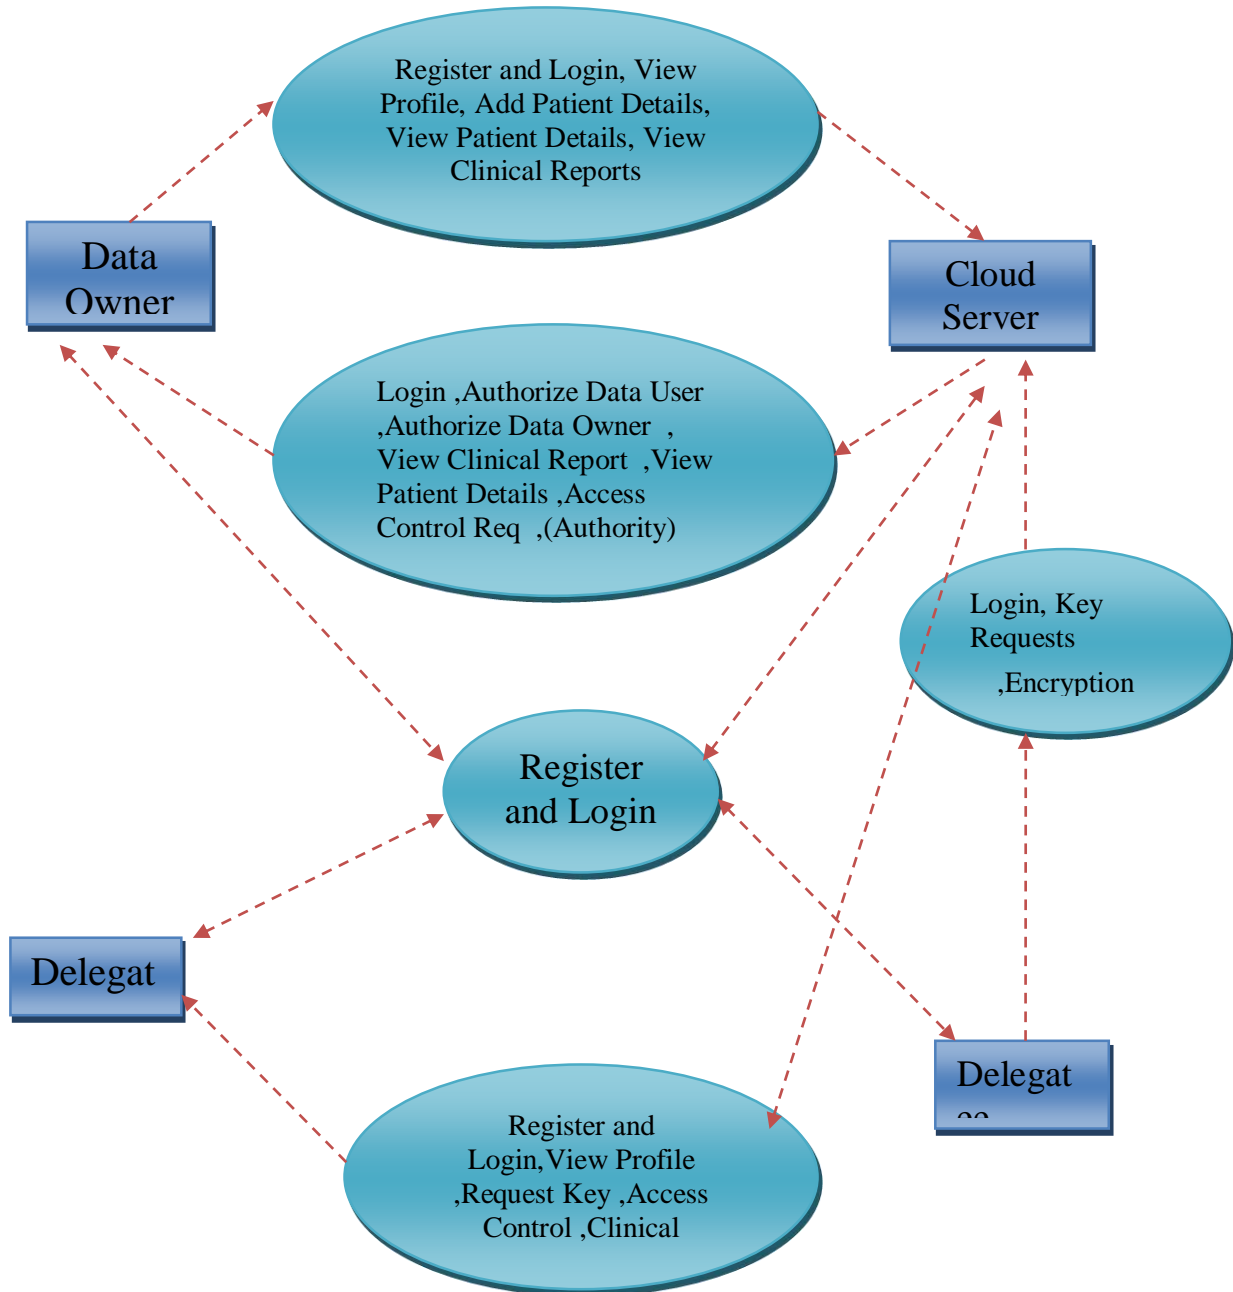 Register and Login, View
Profile, Add Patient Details,
View Patient Details, View
Clinical Reports
Data
Owner
Cloud
Server
Login ,Authorize Data User
,Authorize Data Owner  ,
View Clinical Report  ,View
Patient Details ,Access
Control Req  ,(Authority)
Login, Key
Requests
,Encryption
Register
and Login
Delegat
Delegat
ee
Register and
Login,View Profile
,Request Key ,Access
Control ,Clinical